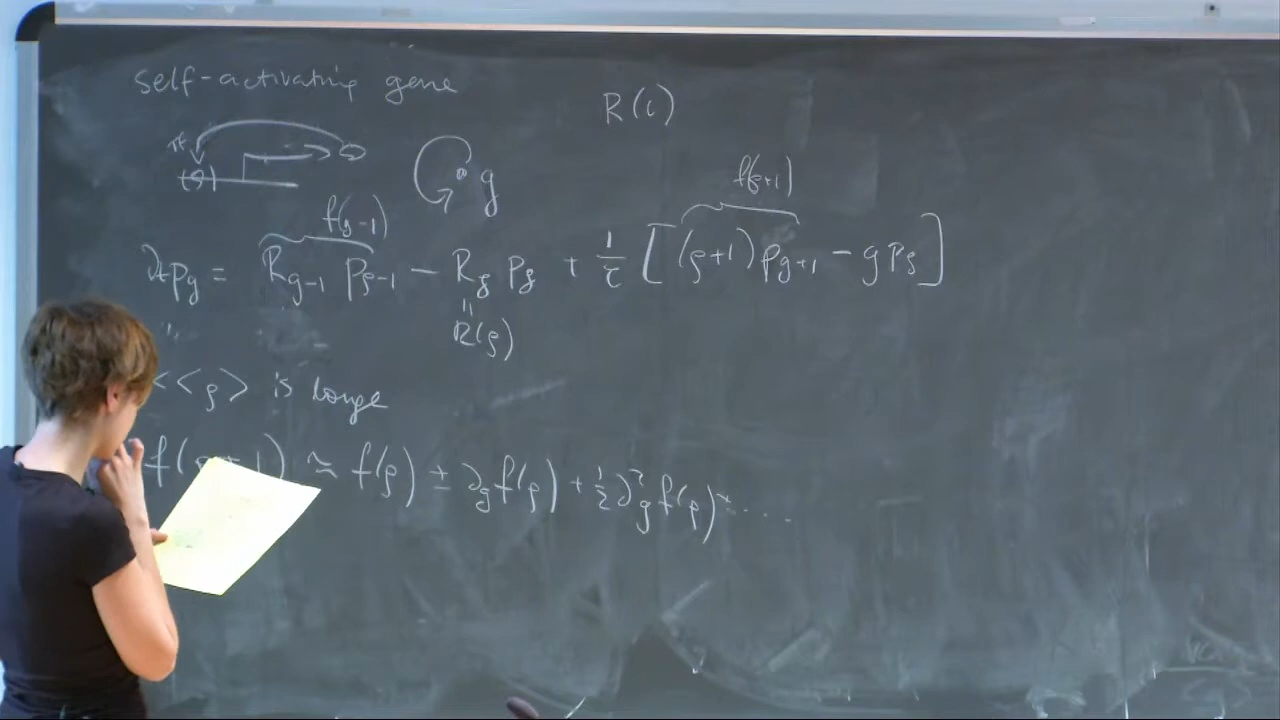 self-activating gene
R(c)
π
(g)
g
f(g-1)
f(g+1)
∂t pg = Rg-1 pg-1 − Rg pg + 1/τ [(g+1) pg+1 − g pg]
"
R(g)
<g> is large
f(g±1) ≈ f(g) ± ∂g f(g) + ½ ∂²g f(g) + ....